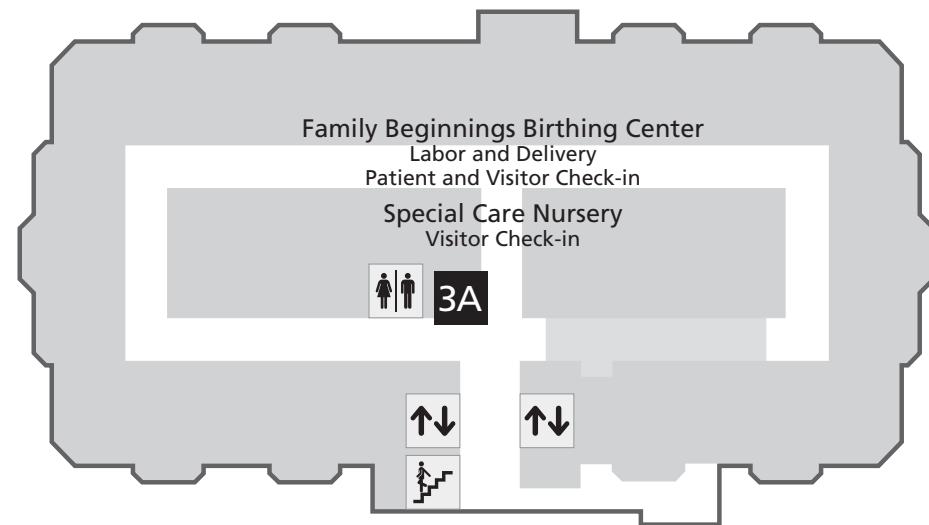 Family Beginnings Birthing Center
Labor and Delivery
Patient and Visitor Check-in
Special Care Nursery
Visitor Check-in
3A